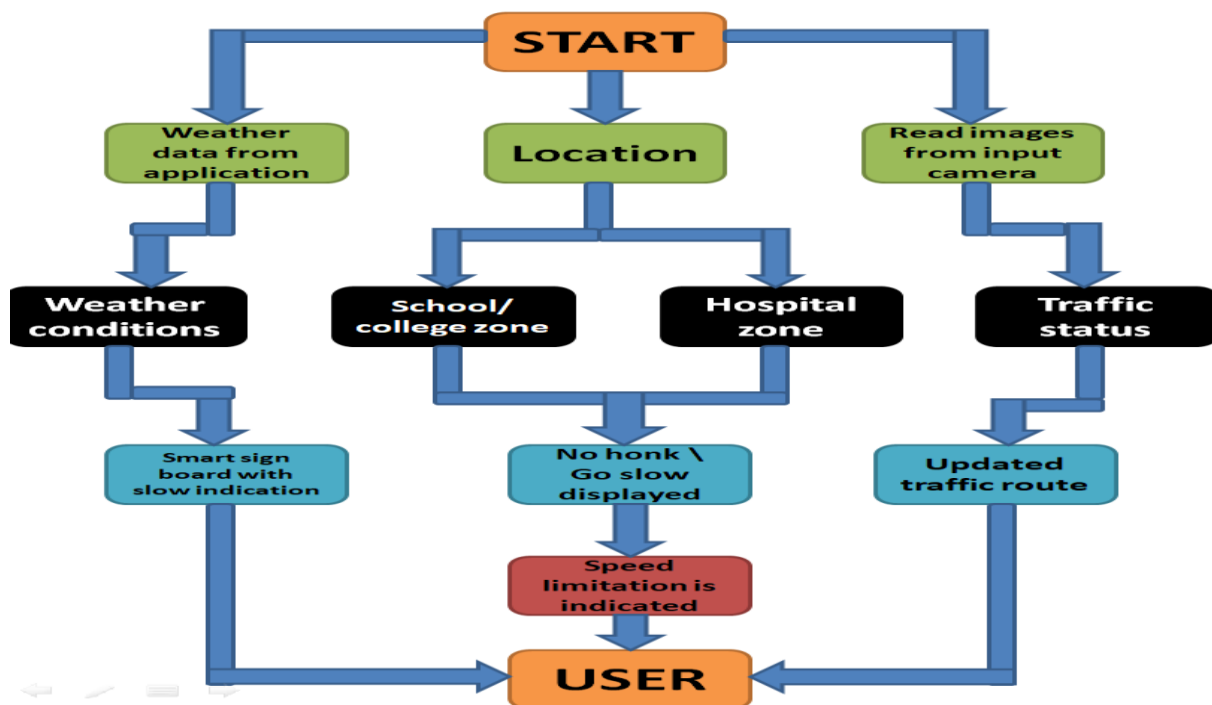 START
Weather
data from
application
Location
Read images
from input
camera
Weather
conditions
School/
college zone
Hospital
zone
Traffic
status
Smart sign
board with
slow indication
No honk \
Go slow
displayed
Updated
traffic route
Speed
limitation is
indicated
USER